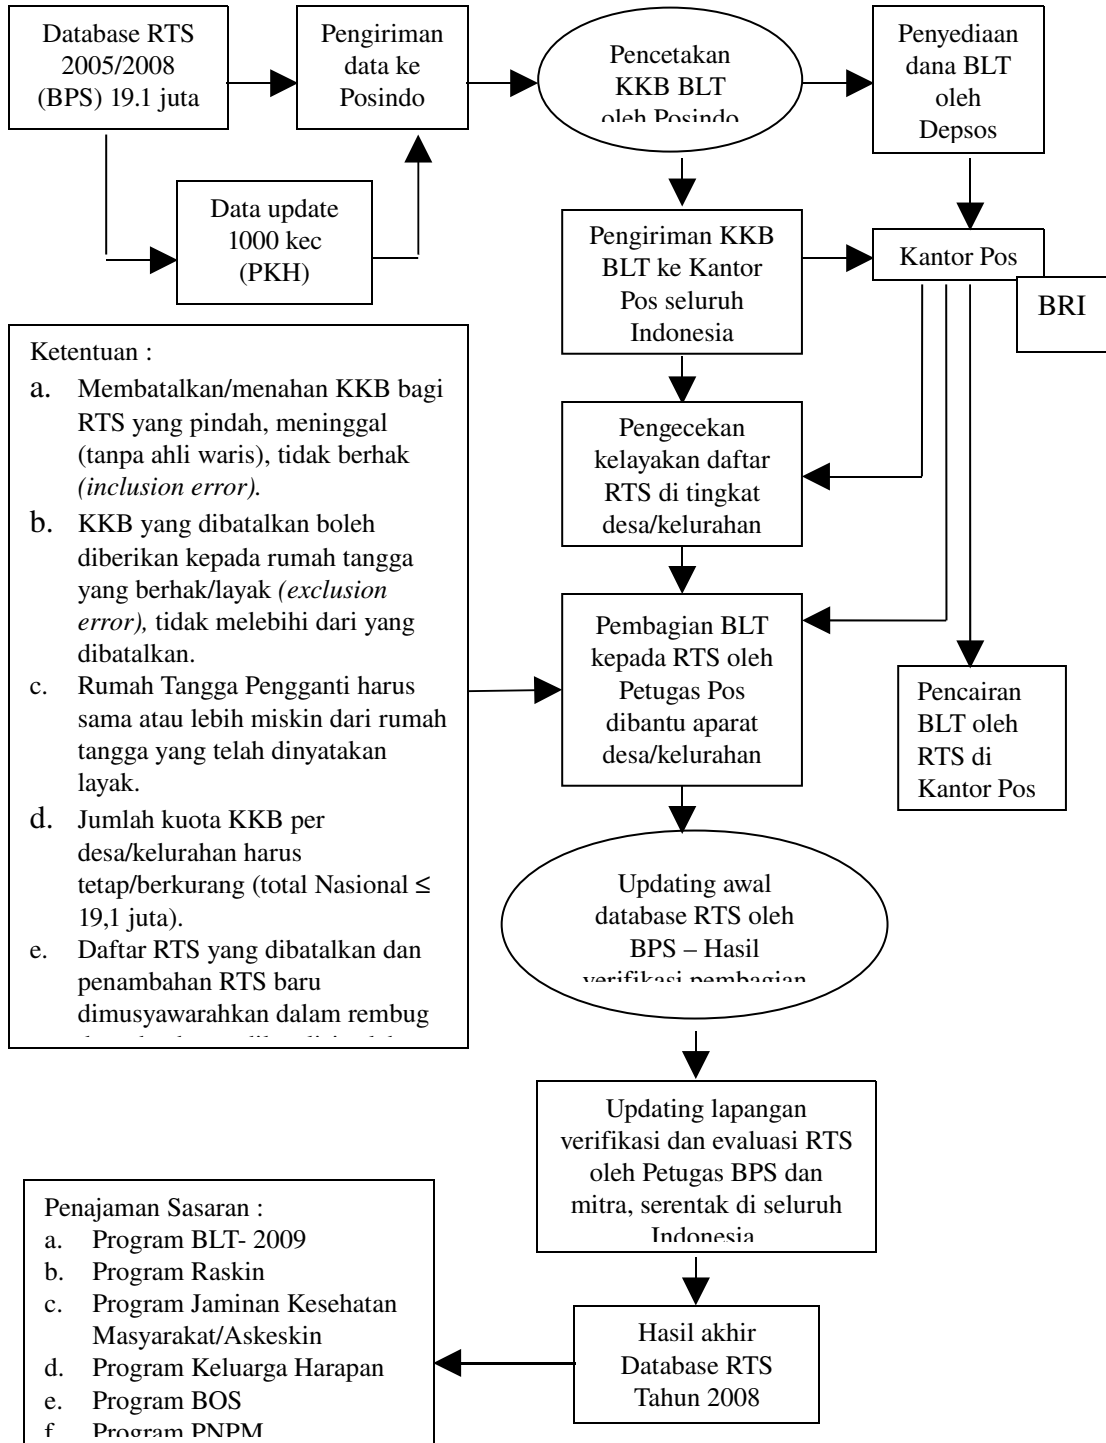 Database RTS
2005/2008
(BPS) 19.1 juta
Pengiriman
data ke
Posindo
Pencetakan
KKB BLT
oleh Posindo
Penyediaan
dana BLT
oleh
Depsos
Data update
1000 kec
(PKH)
Pengiriman KKB
BLT ke Kantor
Pos seluruh
Indonesia
Kantor Pos
BRI
Ketentuan :
a. Membatalkan/menahan KKB bagi
RTS yang pindah, meninggal
(tanpa ahli waris), tidak berhak
(inclusion error).
b. KKB yang dibatalkan boleh
diberikan kepada rumah tangga
yang berhak/layak (exclusion
error), tidak melebihi dari yang
dibatalkan.
c. Rumah Tangga Pengganti harus
sama atau lebih miskin dari rumah
tangga yang telah dinyatakan
layak.
d. Jumlah kuota KKB per
desa/kelurahan harus
tetap/berkurang (total Nasional ≤
19,1 juta).
e. Daftar RTS yang dibatalkan dan
penambahan RTS baru
dimusyawarahkan dalam rembug
Pengecekan
kelayakan daftar
RTS di tingkat
desa/kelurahan
Pembagian BLT
kepada RTS oleh
Petugas Pos
dibantu aparat
desa/kelurahan
Pencairan
BLT oleh
RTS di
Kantor Pos
Updating awal
database RTS oleh
BPS – Hasil
verifikasi pembagian
Updating lapangan
verifikasi dan evaluasi RTS
oleh Petugas BPS dan
mitra, serentak di seluruh
Indonesia
Penajaman Sasaran :
a. Program BLT- 2009
b. Program Raskin
c. Program Jaminan Kesehatan
Masyarakat/Askeskin
d. Program Keluarga Harapan
e. Program BOS
f. Program PNPM
Hasil akhir
Database RTS
Tahun 2008